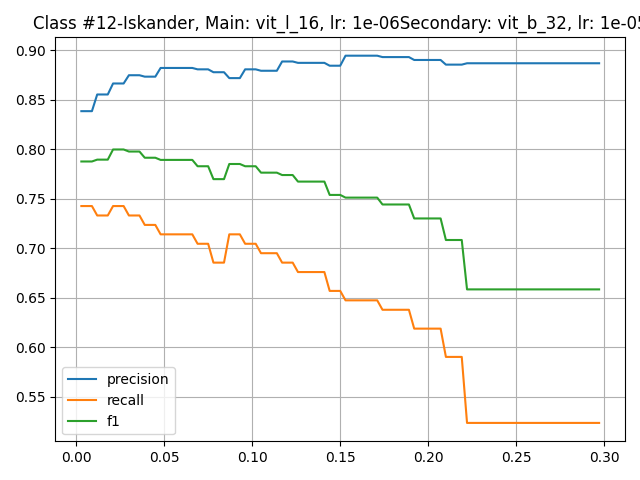 Class #12-Iskander, Main: vit_l_16, lr: 1e-06Secondary: vit_b_32, lr: 1e-05
0.90
0.85
0.80
0.75
0.70
0.65
0.60
0.55
precision
recall
f1
0.00 0.05 0.10 0.15 0.20 0.25 0.30